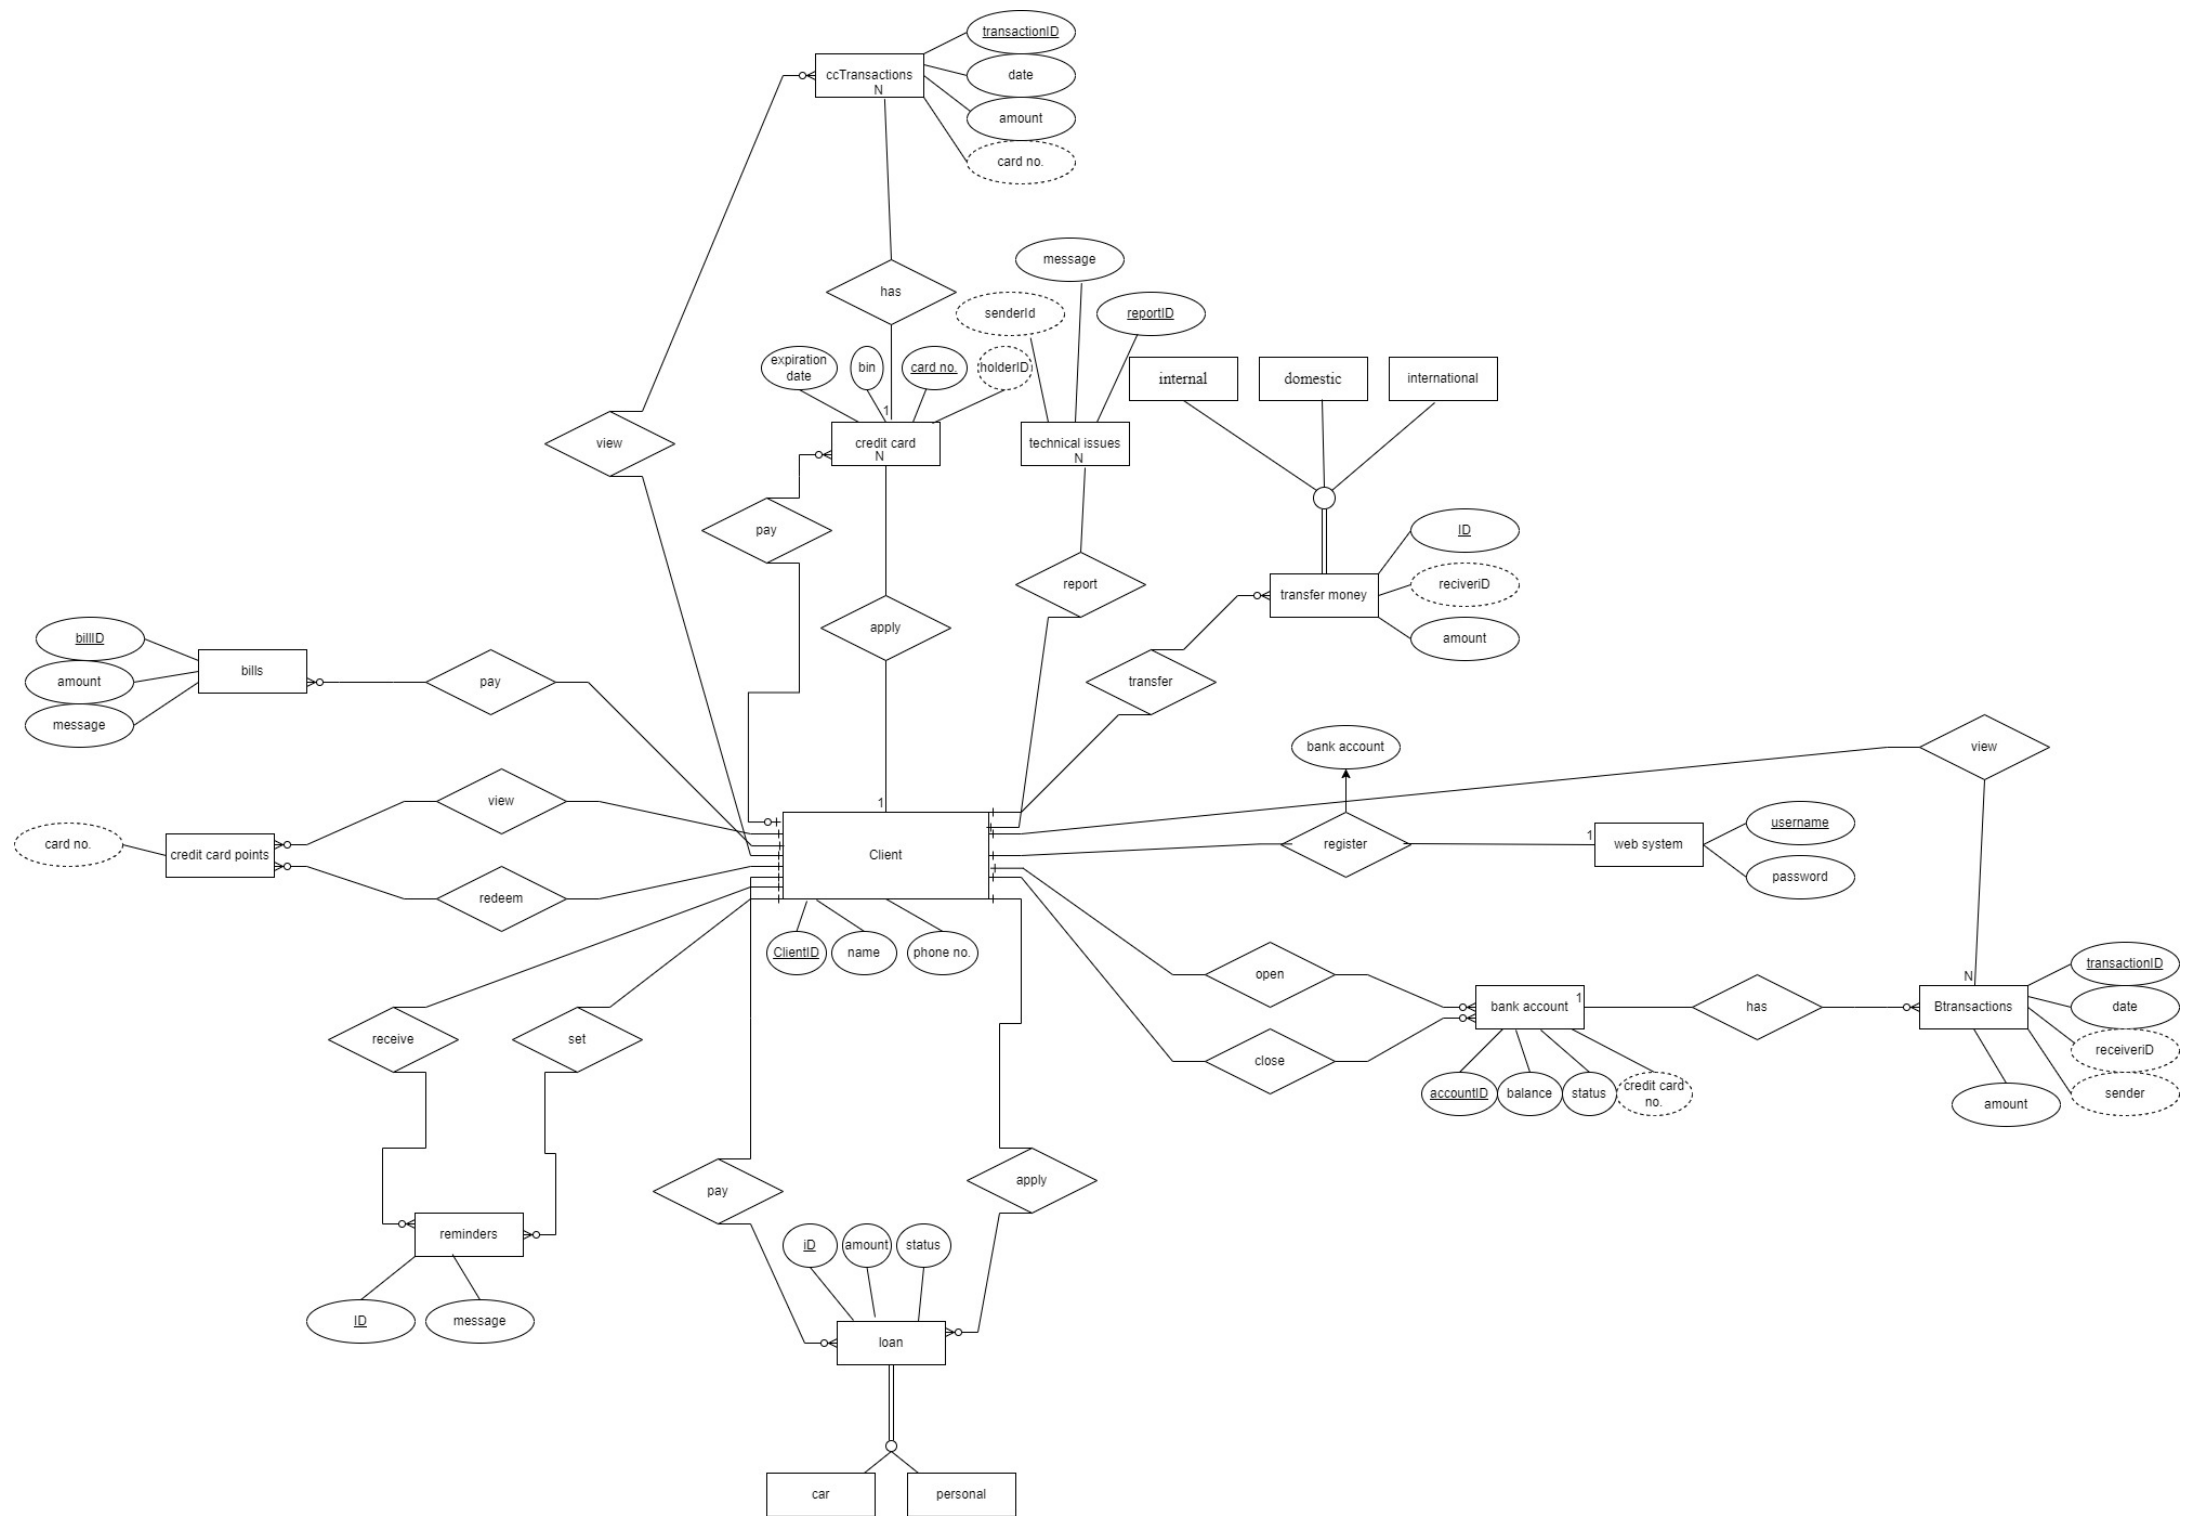 transactionID
ccTransactions
date
N
amount
card no.
message
has
senderId
reportID
expiration
date
bin
card no.
holderID
internal
domestic
international
1
view
credit card
N
technical issues
N
pay
ID
report
reciveriD
transfer money
apply
billID
amount
bills
pay
transfer
amount
message
bank account
view
view
1
username
card no.
credit card points
Client
register
1
web system
password
redeem
ClientID
name
phone no.
transactionID
open
N
bank account
1
has
Btransactions
date
receive
set
receiveriD
close
accountID
balance
status
credit card
no.
amount
sender
pay
apply
reminders
iD
amount
status
ID
message
loan
car
personal